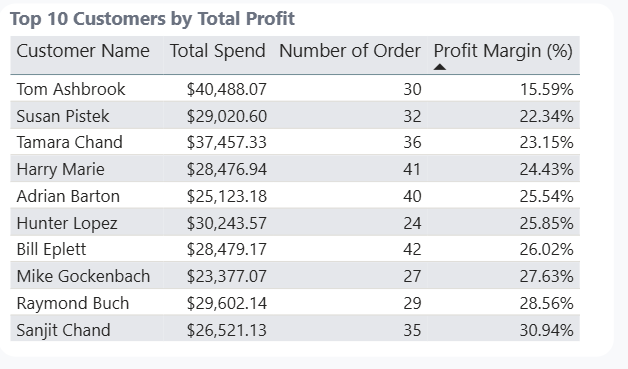 Top 10 Customers by Total Profit
Customer Name Total Spend Number of Order Profit Margin (%)
Tom Ashbrook $40,488.07 30 15.59%
Susan Pistek $29,020.60 32 22.34%
Tamara Chand $37,457.33 36 23.15%
Harry Marie $28,476.94 41 24.43%
Adrian Barton $25,123.18 40 25.54%
Hunter Lopez $30,243.57 24 25.85%
Bill Eplett $28,479.17 42 26.02%
Mike Gockenbach $23,377.07 27 27.63%
Raymond Buch $29,602.14 29 28.56%
Sanjit Chand $26,521.13 35 30.94%